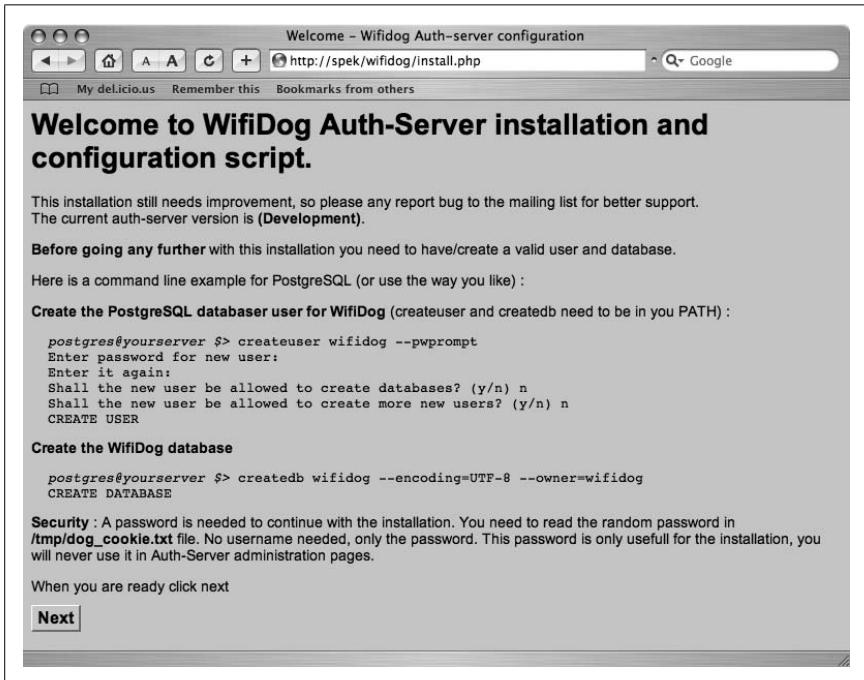 Welcome – Wifidog Auth-server configuration
A A
http://spek/wifidog/install.php
Google
My del.icio.us Remember this Bookmarks from others
Welcome to WifiDog Auth-Server installation and
configuration script.
This installation still needs improvement, so please any report bug to the mailing list for better support.
The current auth-server version is (Development).
Before going any further with this installation you need to have/create a valid user and database.
Here is a command line example for PostgreSQL (or use the way you like) :
Create the PostgreSQL databaser user for WifiDog (createuser and createdb need to be in you PATH) :
postgres@yourserver $> createuser wifidog --pwprompt
Enter password for new user:
Enter it again:
Shall the new user be allowed to create databases? (y/n) n
Shall the new user be allowed to create more new users? (y/n) n
CREATE USER
Create the WifiDog database
postgres@yourserver $> createdb wifidog --encoding=UTF-8 --owner=wifidog
CREATE DATABASE
Security : A password is needed to continue with the installation. You need to read the random password in
/tmp/dog_cookie.txt file. No username needed, only the password. This password is only usefull for the installation, you
will never use it in Auth-Server administration pages.
When you are ready click next
Next